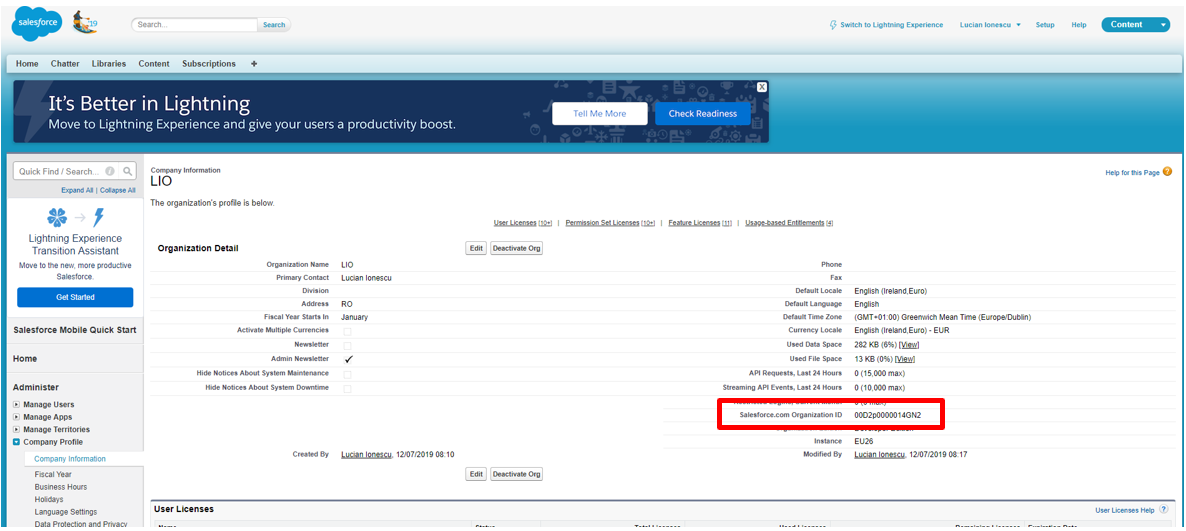 salesforce
'19
Search...
Search
Switch to Lightning Experience
Lucian Ionescu
Setup
Help
Content
Home
Chatter
Libraries
Content
Subscriptions
+
It's Better in Lightning
Move to Lightning Experience and give your users a productivity boost.
Tell Me More
Check Readiness
X
Quick Find / Search...
Expand All | Collapse All
Lightning Experience
Transition Assistant
Move to the new, more productive
Salesforce.
Get Started
Salesforce Mobile Quick Start
Home
Administer
Manage Users
Manage Apps
Manage Territories
Company Profile
Company Information
Fiscal Year
Business Hours
Holidays
Language Settings
Data Protection and Privacy
Company Information
LIO
Help for this Page
The organization's profile is below.
User Licenses [10+] | Permission Set Licenses [10+] | Feature Licenses [11] | Usage-based Entitlements [4]
Organization Detail
Edit
Deactivate Org
Organization Name LIO
Primary Contact Lucian Ionescu
Division
Address RO
Fiscal Year Starts In January
Activate Multiple Currencies
Newsletter
Admin Newsletter
Hide Notices About System Maintenance
Hide Notices About System Downtime
Created By Lucian Ionescu, 12/07/2019 08:10
Phone
Fax
Default Locale English (Ireland,Euro)
Default Language English
Default Time Zone (GMT+01:00) Greenwich Mean Time (Europe/Dublin)
Currency Locale English (Ireland,Euro) - EUR
Used Data Space 282 KB (6%) [View]
Used File Space 13 KB (0%) [View]
API Requests, Last 24 Hours 0 (15,000 max)
Streaming API Events, Last 24 Hours 0 (10,000 max)
Salesforce.com Organization ID 00D2p0000014GN2
Instance EU26
Modified By Lucian Ionescu, 12/07/2019 08:17
Edit
Deactivate Org
User Licenses
User Licenses Help
Name
Status
Total Licenses
Used Licenses
Remaining Licenses
Expiration Date